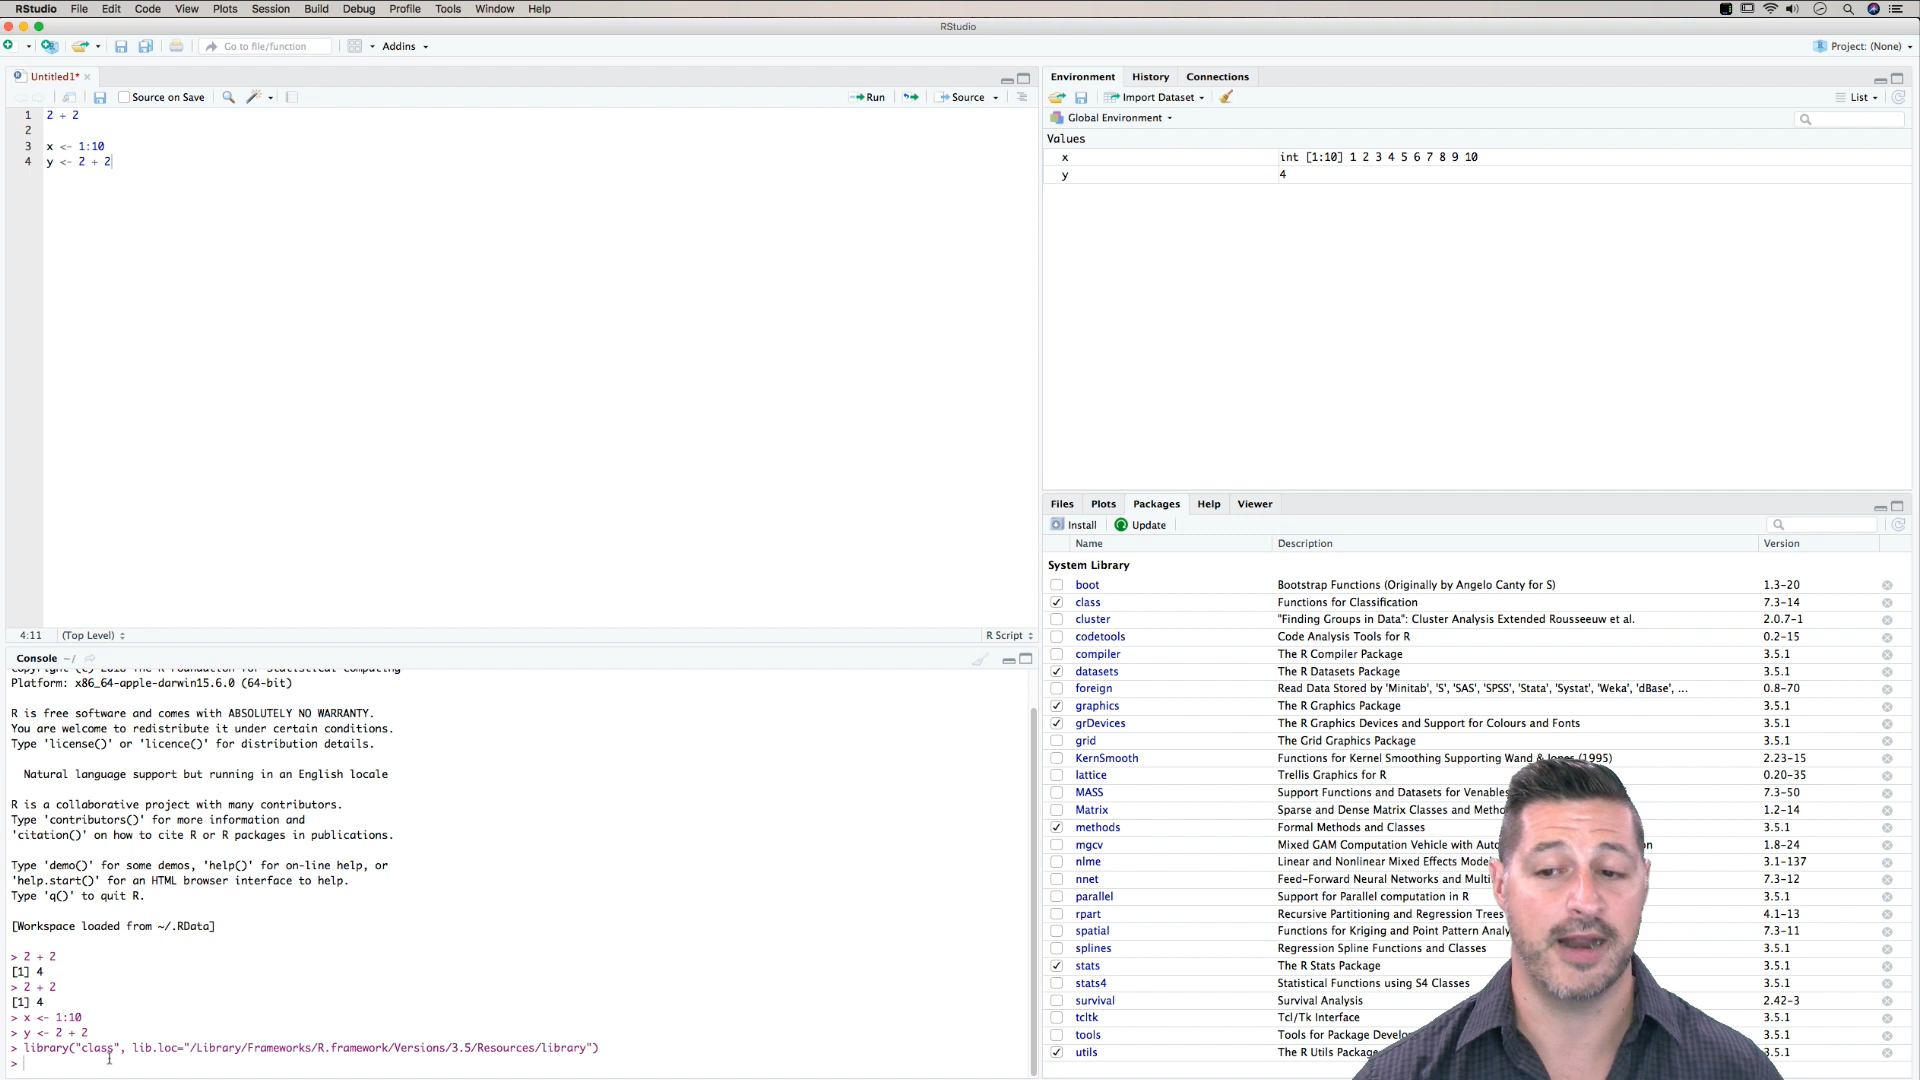 RStudio File Edit Code View Plots Session Build Debug Profile Tools Window Help
RStudio
Go to file/function Addins Project: (None)
Untitled1*
Source on Save Run Source
1 2 + 2
2
3 x <- 1:10
4 y <- 2 + 2
4:11 (Top Level) R Script
Console ~/
Copyright (C) 2018 The R Foundation for Statistical Computing
Platform: x86_64-apple-darwin15.6.0 (64-bit)
R is free software and comes with ABSOLUTELY NO WARRANTY.
You are welcome to redistribute it under certain conditions.
Type 'license()' or 'licence()' for distribution details.
Natural language support but running in an English locale
R is a collaborative project with many contributors.
Type 'contributors()' for more information and
'citation()' on how to cite R or R packages in publications.
Type 'demo()' for some demos, 'help()' for on-line help, or
'help.start()' for an HTML browser interface to help.
Type 'q()' to quit R.
[Workspace loaded from ~/.RData]
> 2 + 2
[1] 4
> 2 + 2
[1] 4
> x <- 1:10
> y <- 2 + 2
> library("class", lib.loc="/Library/Frameworks/R.framework/Versions/3.5/Resources/library")
>
Environment History Connections
Import Dataset List
Global Environment
Values
x int [1:10] 1 2 3 4 5 6 7 8 9 10
y 4
Files Plots Packages Help Viewer
Install Update
Name Description Version
System Library
boot Bootstrap Functions (Originally by Angelo Canty for S) 1.3-20
class Functions for Classification 7.3-14
cluster "Finding Groups in Data": Cluster Analysis Extended Rousseeuw et al. 2.0.7-1
codetools Code Analysis Tools for R 0.2-15
compiler The R Compiler Package 3.5.1
datasets The R Datasets Package 3.5.1
foreign Read Data Stored by 'Minitab', 'S', 'SAS', 'SPSS', 'Stata', 'Systat', 'Weka', 'dBase', ... 0.8-70
graphics The R Graphics Package 3.5.1
grDevices The R Graphics Devices and Support for Colours and Fonts 3.5.1
grid The Grid Graphics Package 3.5.1
KernSmooth Functions for Kernel Smoothing Supporting Wand & Jones (1995) 2.23-15
lattice Trellis Graphics for R 0.20-35
MASS Support Functions and Datasets for Venables 7.3-50
Matrix Sparse and Dense Matrix Classes and 1.2-14
methods Formal Methods and Classes 3.5.1
mgcv Mixed GAM Computation Vehicle with 1.8-24
nlme Linear and Nonlinear Mixed Effects 3.1-137
nnet Feed-Forward Neural Networks and 7.3-12
parallel Support for Parallel computation in R 3.5.1
rpart Recursive Partitioning and Regression Trees 4.1-13
spatial Functions for Kriging and Point Pattern 7.3-11
splines Regression Spline Functions and Classes 3.5.1
stats The R Stats Package 3.5.1
stats4 Statistical Functions using S4 Classes 3.5.1
survival Survival Analysis 2.42-3
tcltk Tcl/Tk Interface 3.5.1
tools Tools for Package 3.5.1
utils The R Utils Package 3.5.1